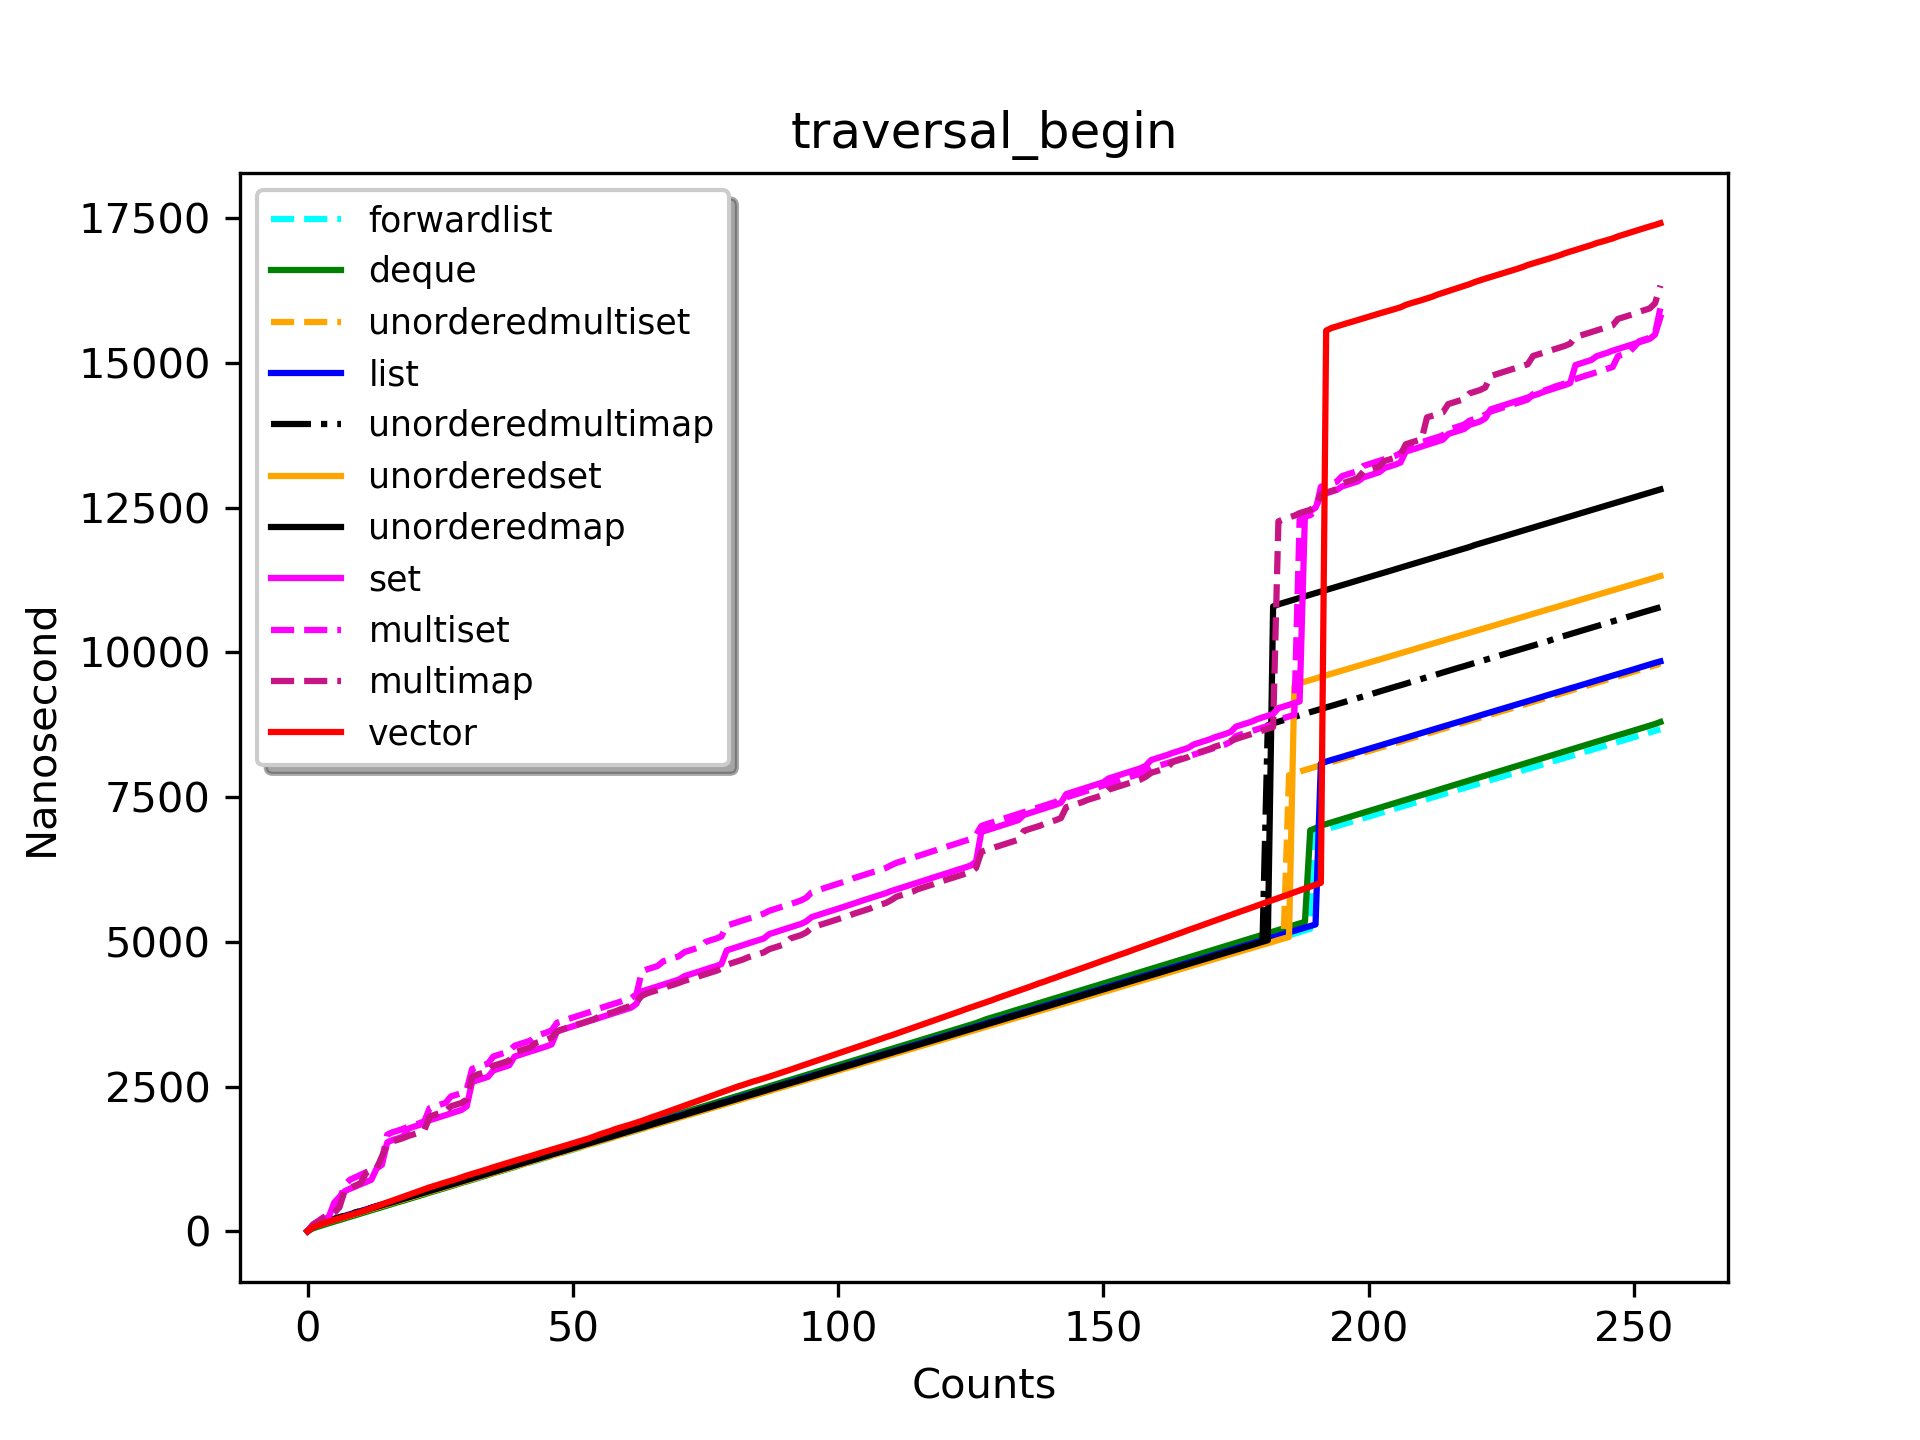 traversal_begin
17500
15000
12500
10000
7500
5000
2500
0
Nanosecond
forwardlist
deque
unorderedmultiset
list
unorderedmultimap
unorderedset
unorderedmap
set
multiset
multimap
vector
0 50 100 150 200 250
Counts